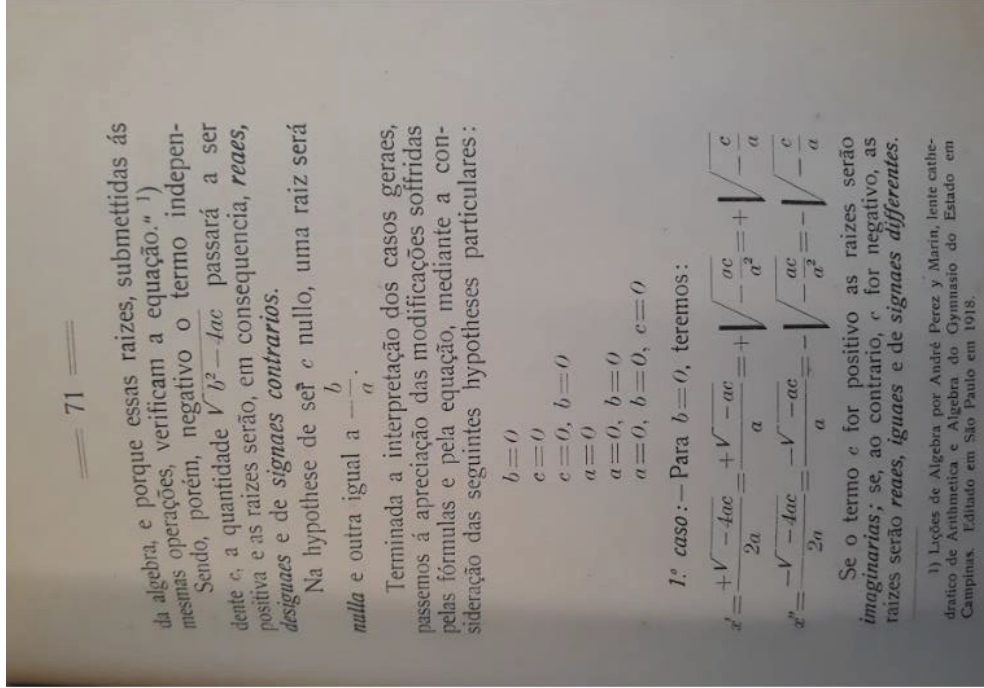 71
da algebra, e porque essas raizes, submettidas ás
mesmas operações, verificam a equação." ¹)
Sendo, porém, negativo o termo indepen-
dente c, a quantidade √b² — 4ac passará a ser
positiva e as raizes serão, em consequencia, reaes,
desiguaes e de signaes contrarios.
Na hypothese de ser c nullo, uma raiz será
nulla e outra igual a — b/a.
Terminada a interpretação dos casos geraes,
passemos á apreciação das modificações soffridas
pelas fórmulas e pela equação, mediante a con-
sideração das seguintes hypotheses particulares:
b=0
c=0
c=0, b=0
a=0
a=0, b=0
a=0, b=0, c=0
1.º caso:—Para b=0, teremos:
x'= +√—4ac/2a = +√—ac/a = +√— ac/a² = +√— c/a
x"= —√—4ac/2a = —√—ac/a = —√— ac/a² = —√— c/a
Se o termo c for positivo as raizes serão
imaginarias; se, ao contrario, c for negativo, as
raizes serão reaes, iguaes e de signaes differentes.
1) Lições de Algebra por André Perez y Marin, lente cathe-
dratico de Arithmetica e Algebra do Gymnasio do Estado em
Campinas. Editado em São Paulo em 1918.